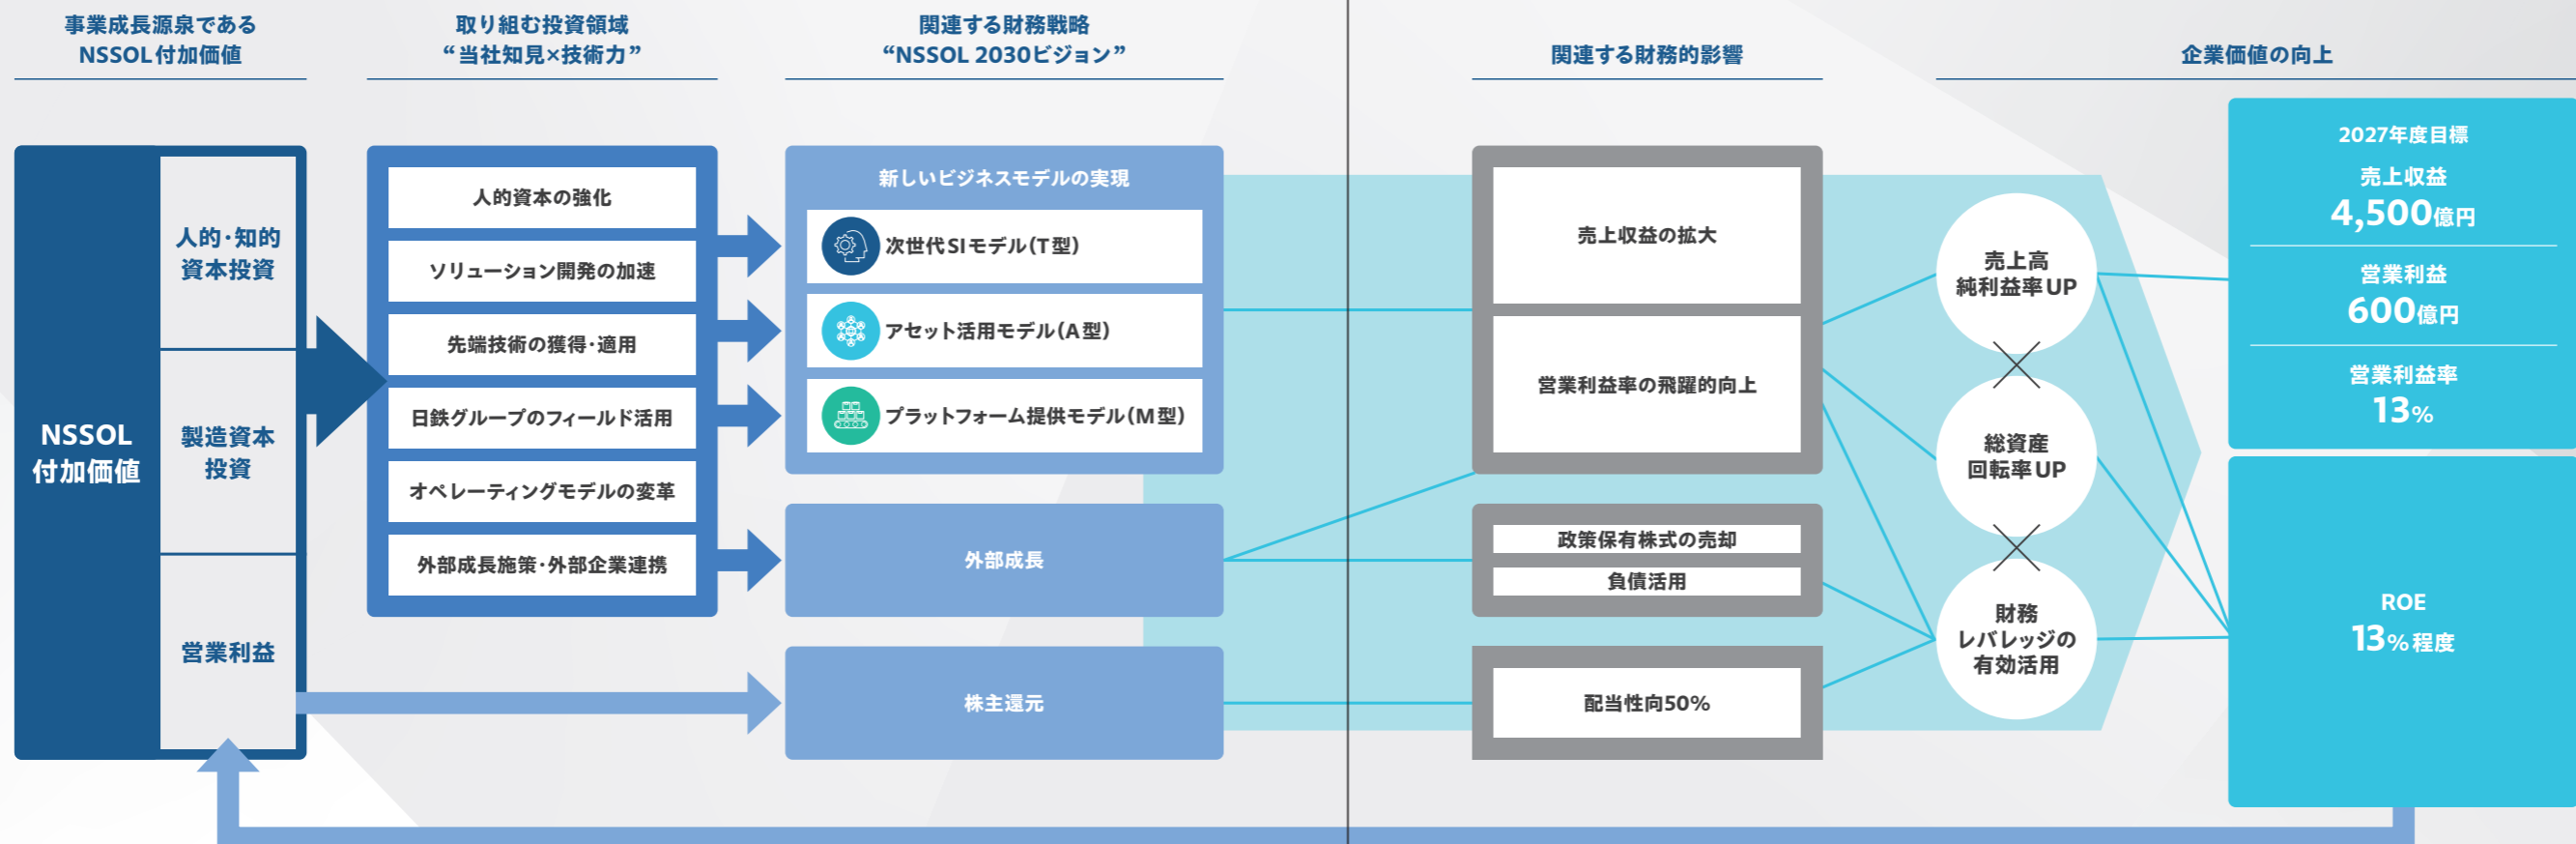 事業成長源泉である
NSSOL付加価値
取り組む投資領域
“当社知見×技術力”
関連する財務戦略
“NSSOL 2030ビジョン”
関連する財務的影響
企業価値の向上
NSSOL
付加価値
人的・知的
資本投資
製造資本
投資
営業利益
人的資本の強化
ソリューション開発の加速
先端技術の獲得・適用
日鉄グループのフィールド活用
オペレーティングモデルの変革
外部成長施策・外部企業連携
新しいビジネスモデルの実現
次世代SIモデル（T型）
アセット活用モデル（A型）
プラットフォーム提供モデル（M型）
外部成長
株主還元
売上収益の拡大
営業利益率の飛躍的向上
政策保有株式の売却
負債活用
配当性向50%
売上高
純利益率UP
総資産
回転率UP
財務
レバレッジの
有効活用
2027年度目標
売上収益
4,500億円
営業利益
600億円
営業利益率
13%
ROE
13%程度